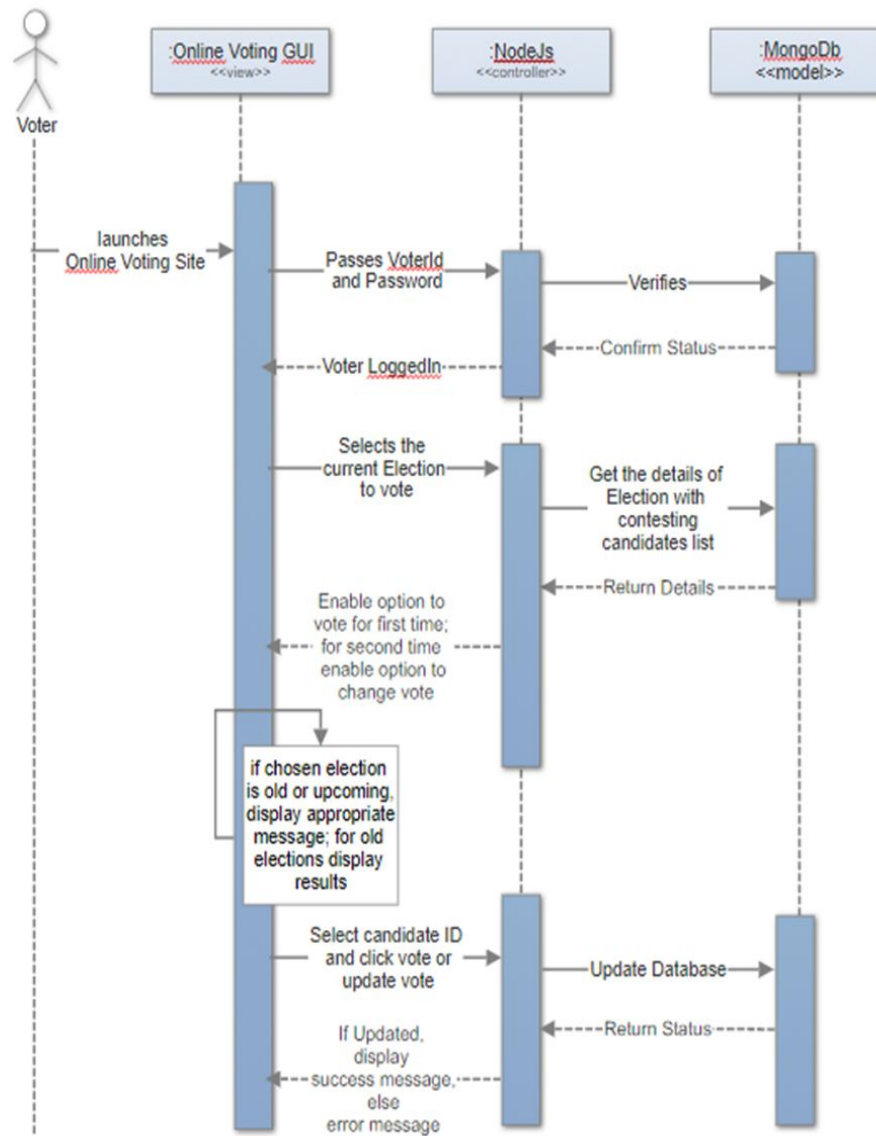 :Online Voting GUI
<<view>>
:NodeJs
<<controller>>
:MongoDb
<<model>>
Voter
launches
Online Voting Site
Passes VoterId
and Password
Verifies
Confirm Status
Voter LoggedIn
Selects the
current Election
to vote
Get the details of
Election with
contesting
candidates list
Return Details
Enable option to
vote for first time;
for second time
enable option to
change vote
if chosen election
is old or upcoming,
display appropriate
message; for old
elections display
results
Select candidate ID
and click vote or
update vote
Update Database
Return Status
If Updated,
display
success message,
else
error message